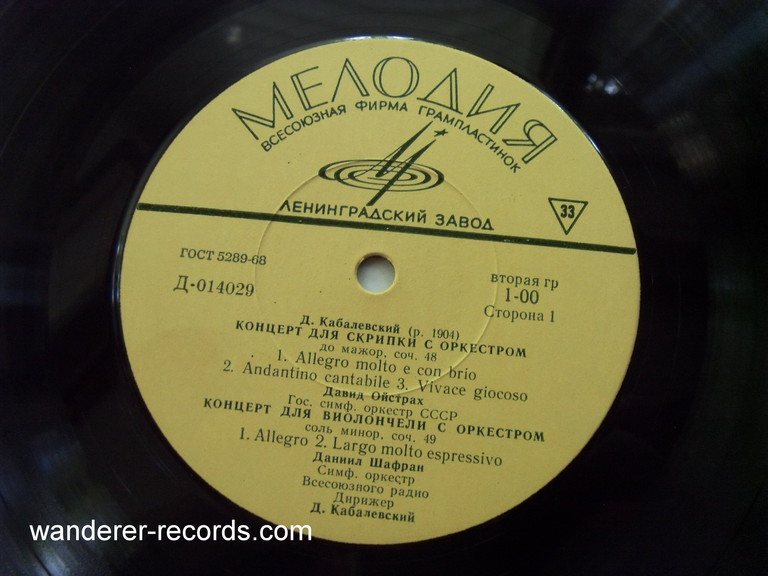 МЕЛОДИЯ
ВСЕСОЮЗНАЯ ФИРМА ГРАМПЛАСТИНОК
ЛЕНИНГРАДСКИЙ ЗАВОД
33
ГОСТ 5289-68
Д-014029
вторая гр
1-00
Сторона 1
Д. Кабалевский (р. 1904)
КОНЦЕРТ ДЛЯ СКРИПКИ С ОРКЕСТРОМ
до мажор, соч. 48
1. Allegro molto e con brio
2. Andantino cantabile 3. Vivace giocoso
Давид Ойстрах
Гос. симф. оркестр СССР
КОНЦЕРТ ДЛЯ ВИОЛОНЧЕЛИ С ОРКЕСТРОМ
соль минор, соч. 49
1. Allegro 2. Largo molto espressivo
Даниил Шафран
Симф. оркестр
Всесоюзного радио
Дирижер
Д. Кабалевский
wanderer-records.com